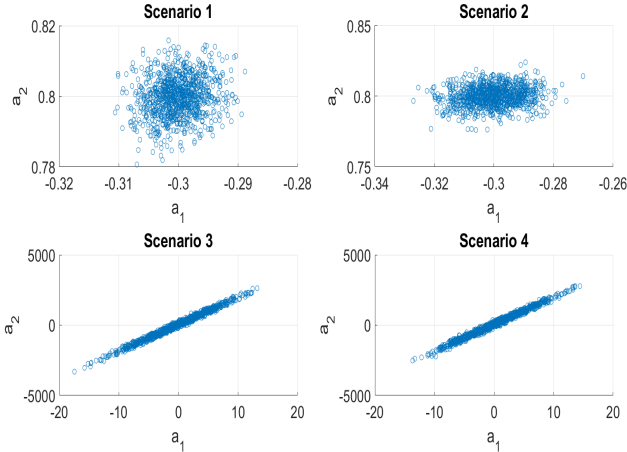 Scenario 1
0.82
0.8
0.78
a2
-0.32 -0.31 -0.3 -0.29 -0.28
a1
Scenario 2
0.85
0.8
0.75
a2
-0.34 -0.32 -0.3 -0.28 -0.26
a1
Scenario 3
5000
0
-5000
a2
-20 -10 0 10 20
a1
Scenario 4
5000
0
-5000
a2
-20 -10 0 10 20
a1